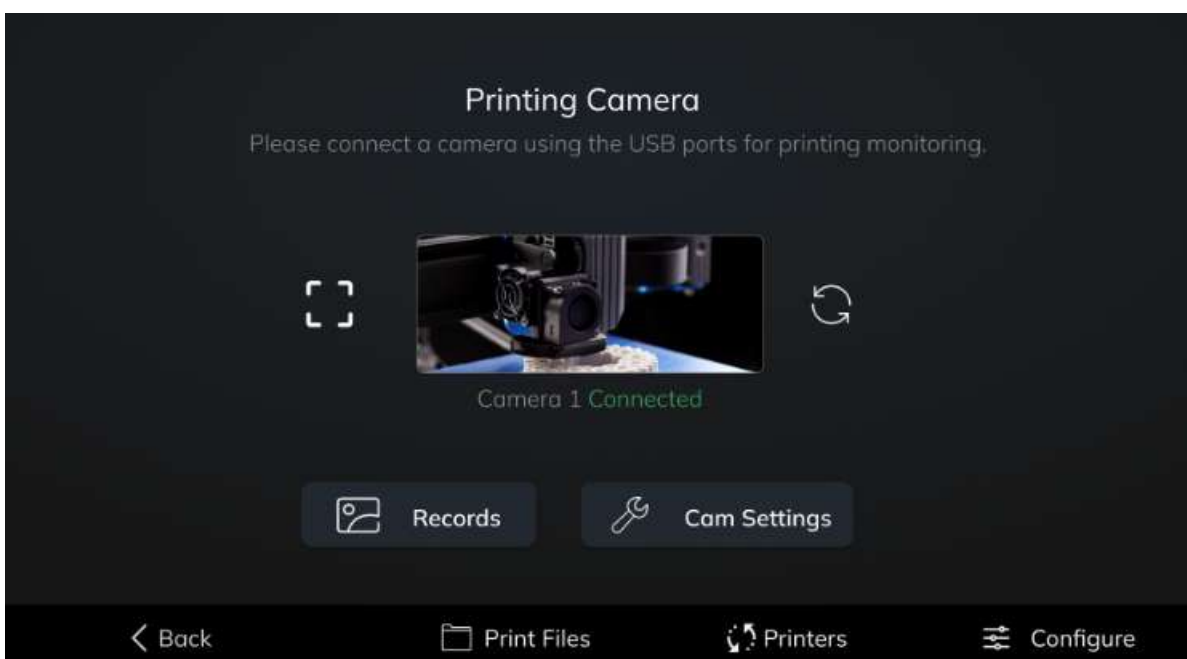 Printing Camera
Please connect a camera using the USB ports for printing monitoring.
Camera 1 Connected
Records
Cam Settings
Back
Print Files
Printers
Configure